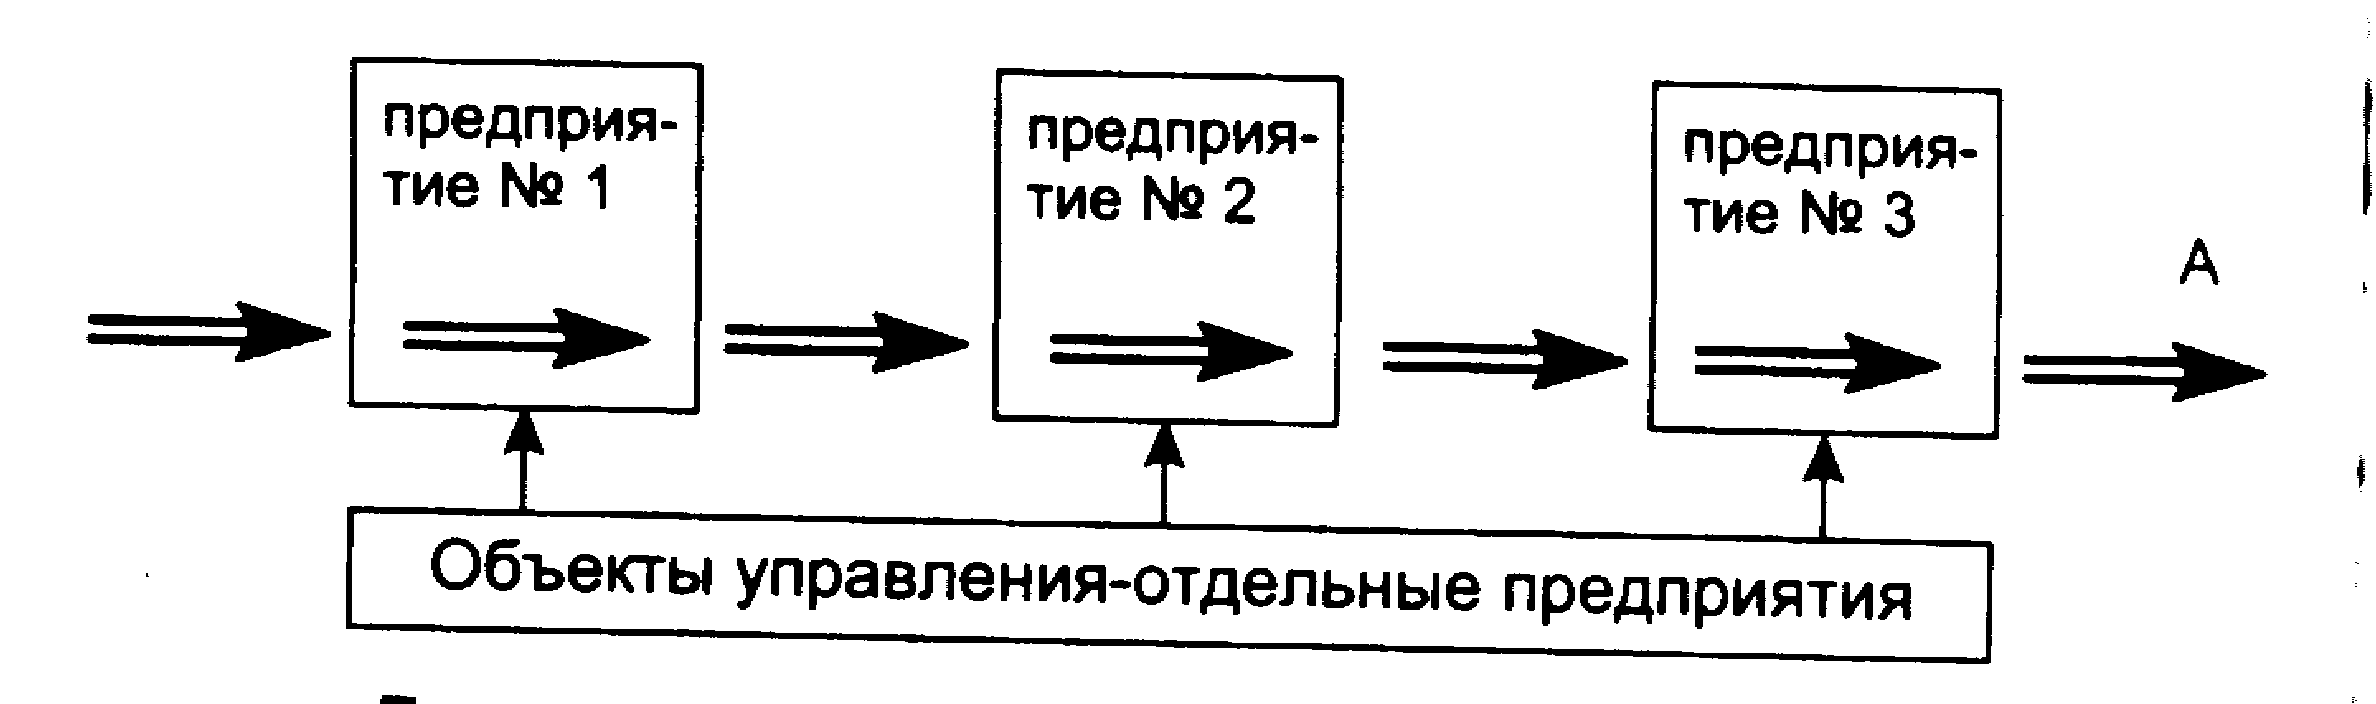 предприя-
тие № 1
предприя-
тие № 2
предприя-
тие № 3
А
Объекты управления-отдельные предприятия